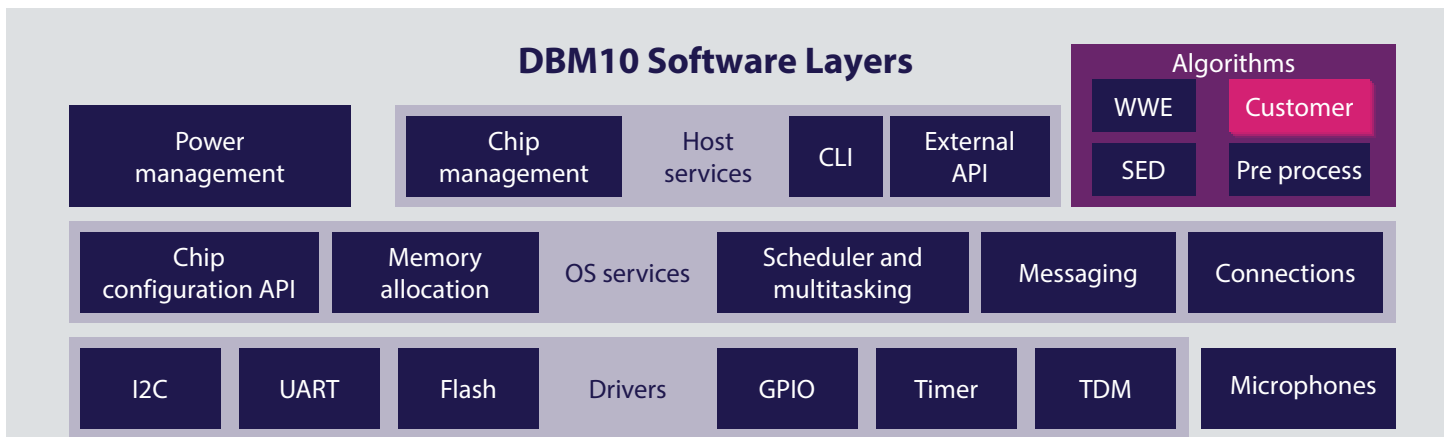 DBM10 Software Layers
Algorithms
WWE
Customer
SED
Pre process
Power
management
Chip
management
Host
services
CLI
External
API
Chip
configuration API
Memory
allocation
OS services
Scheduler and
multitasking
Messaging
Connections
I2C
UART
Flash
Drivers
GPIO
Timer
TDM
Microphones